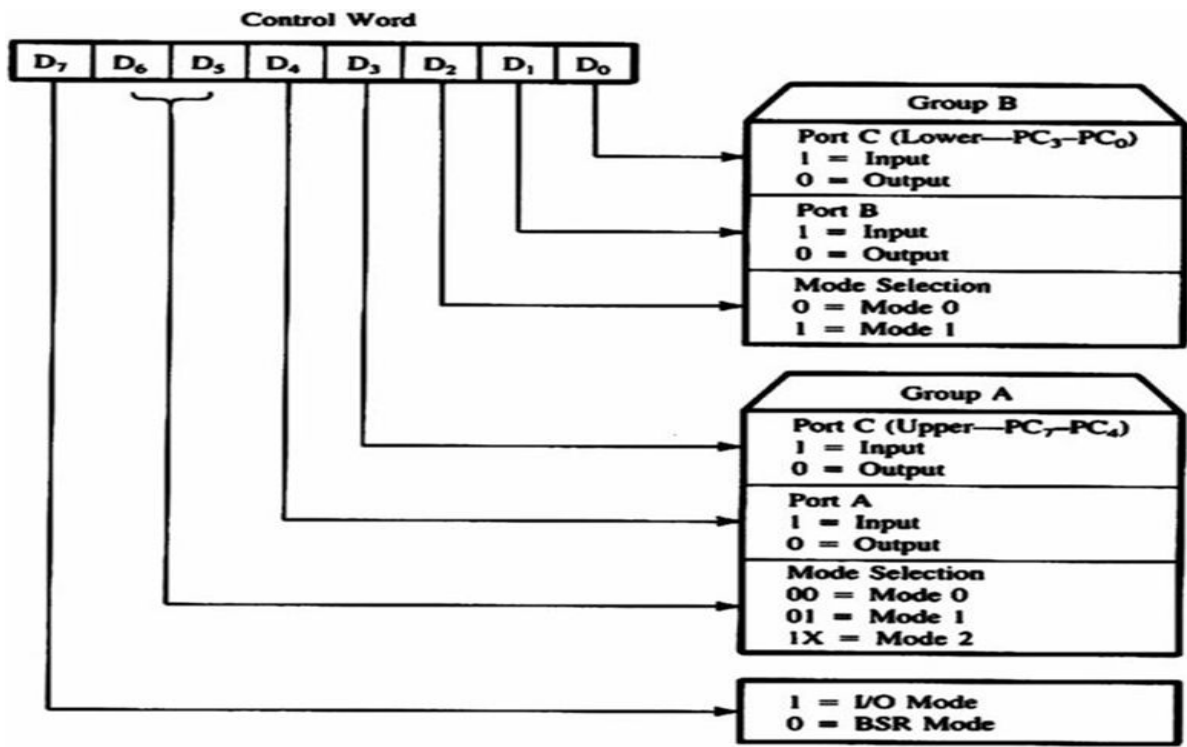 Control Word
D₇ D₆ D₅ D₄ D₃ D₂ D₁ D₀
Group B
Port C (Lower—PC₃–PC₀)
1 = Input
0 = Output
Port B
1 = Input
0 = Output
Mode Selection
0 = Mode 0
1 = Mode 1
Group A
Port C (Upper—PC₇–PC₄)
1 = Input
0 = Output
Port A
1 = Input
0 = Output
Mode Selection
00 = Mode 0
01 = Mode 1
1X = Mode 2
1 = I/O Mode
0 = BSR Mode